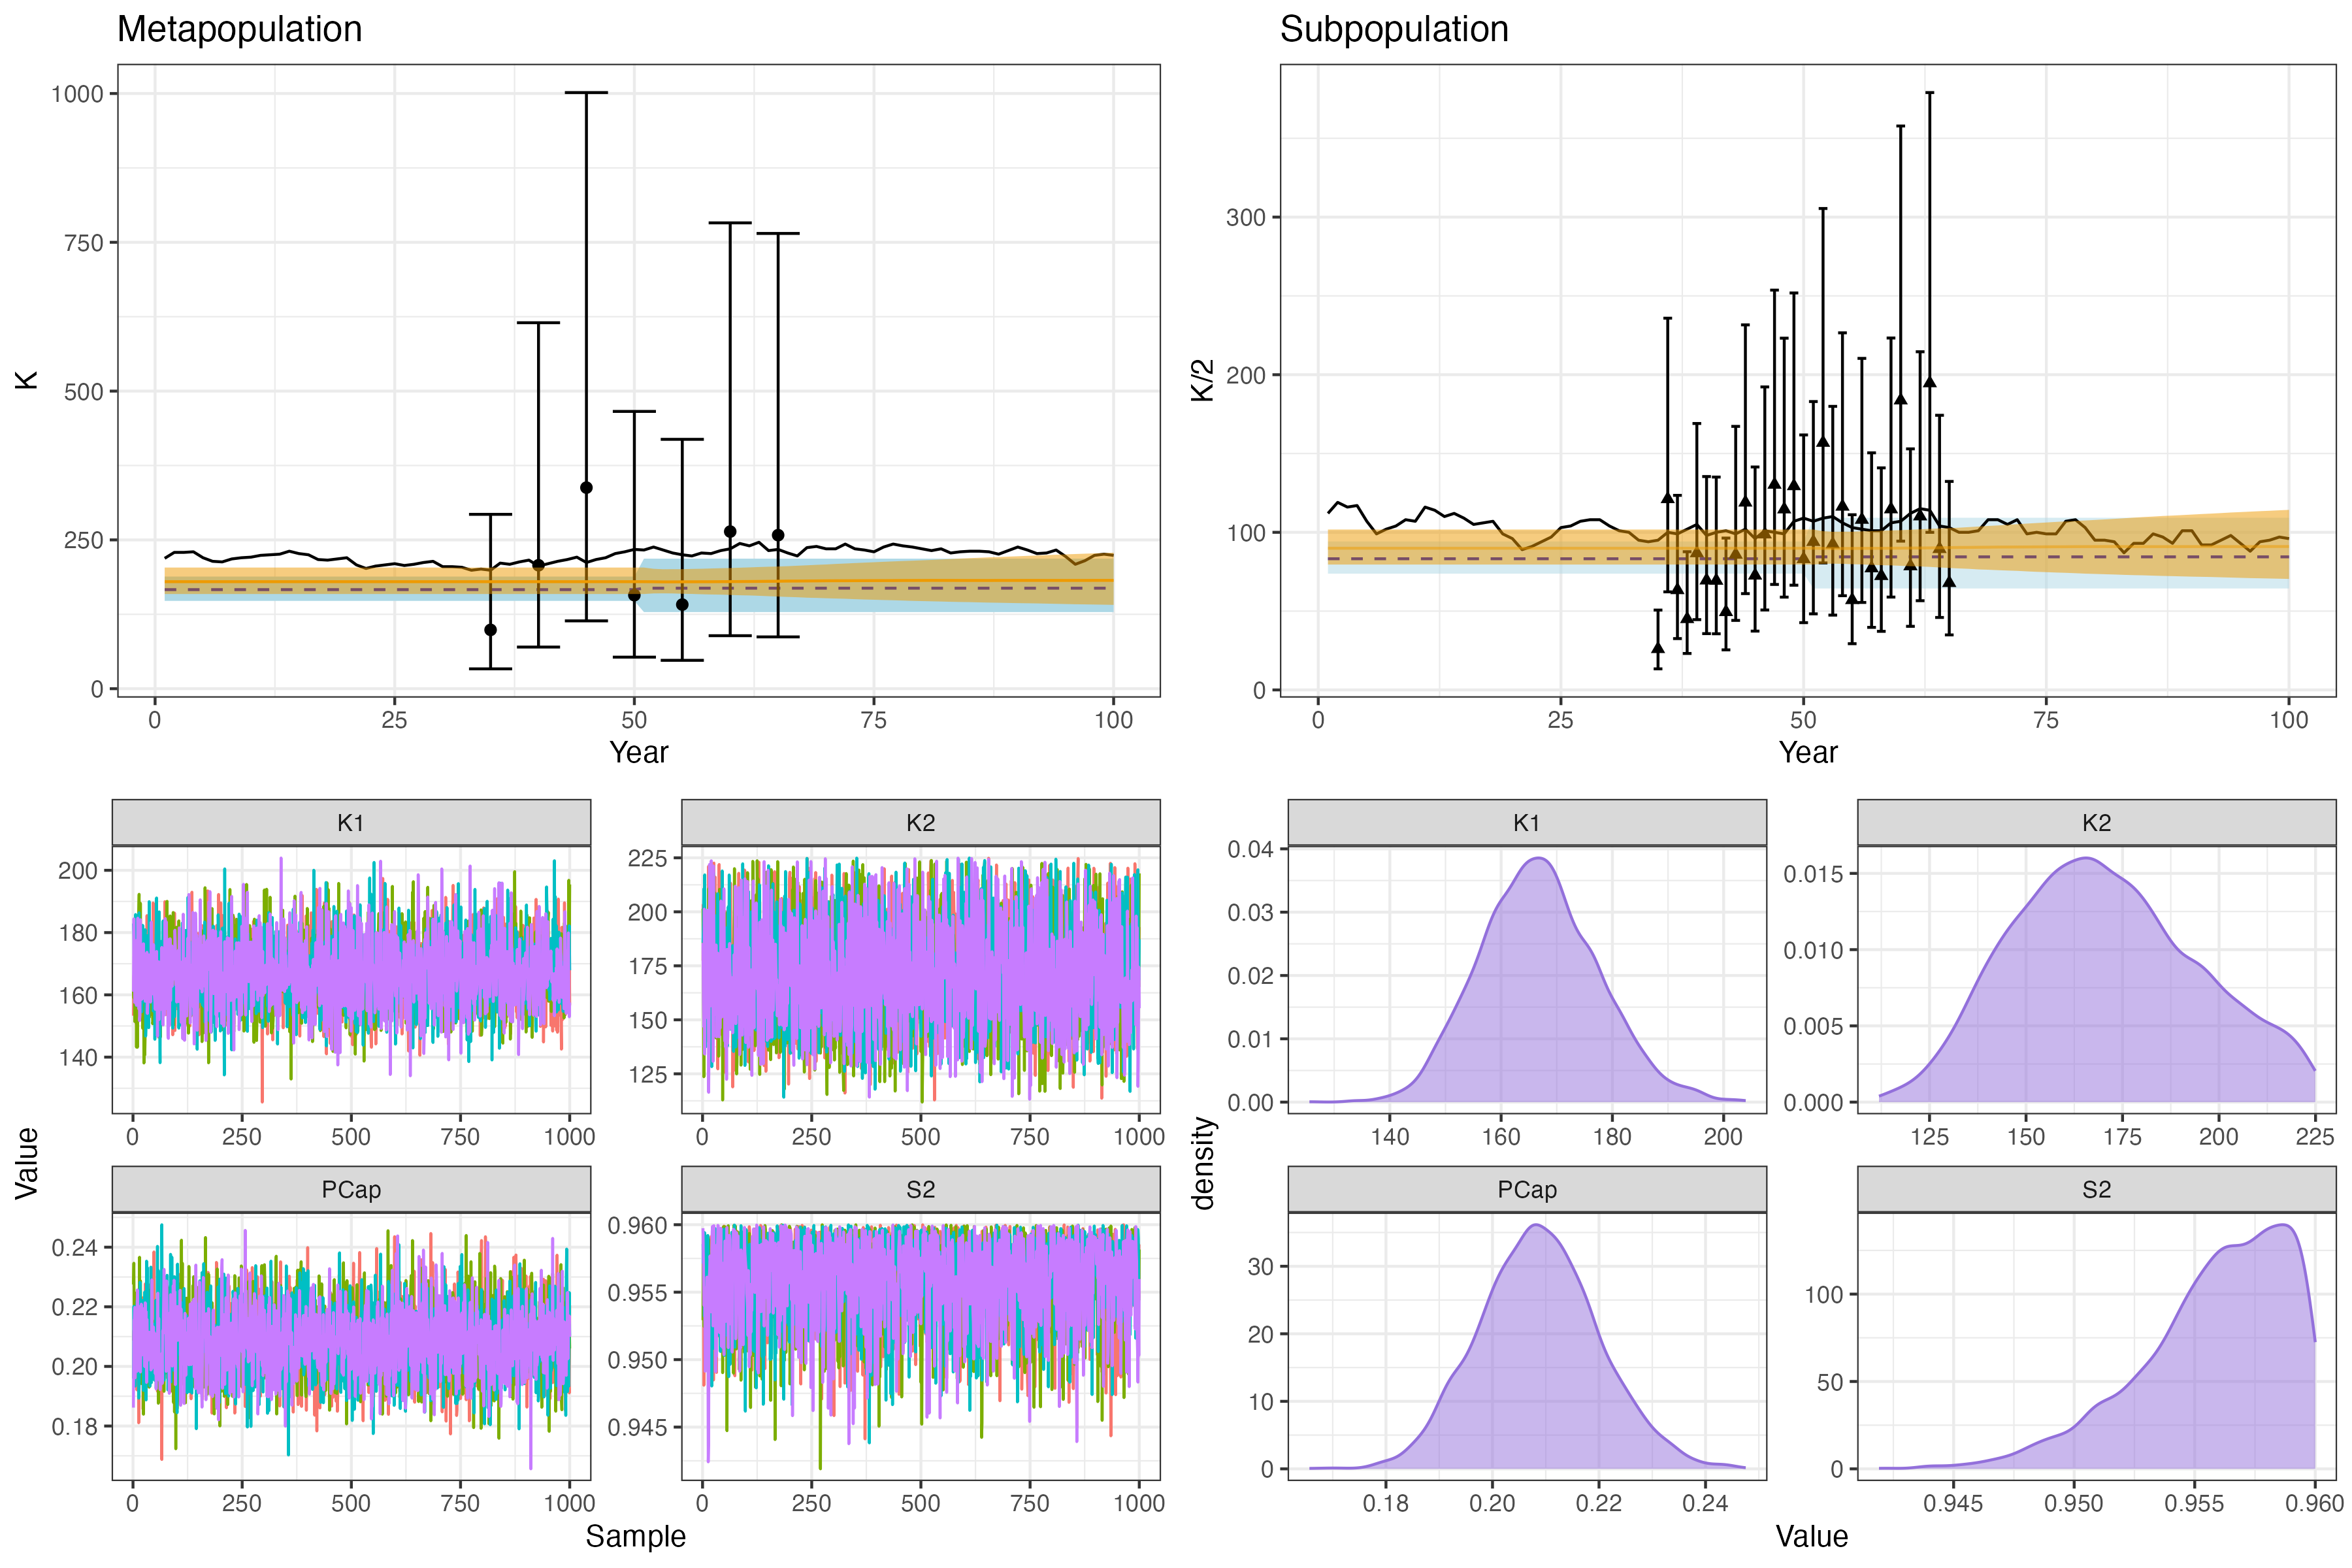 Metapopulation
K
1000
750
500
250
0
0 25 50 75 100
Year
Subpopulation
K/2
300
200
100
0
0 25 50 75 100
Year
Value
K1
200
180
160
140
0 250 500 750 1000
K2
225
200
175
150
125
0 250 500 750 1000
PCap
0.24
0.22
0.20
0.18
0 250 500 750 1000
S2
0.960
0.955
0.950
0.945
0 250 500 750 1000
Sample
density
K1
0.04
0.03
0.02
0.01
0.00
140 160 180 200
K2
0.015
0.010
0.005
0.000
125 150 175 200 225
PCap
30
20
10
0
0.18 0.20 0.22 0.24
S2
100
50
0
0.945 0.950 0.955 0.960
Value